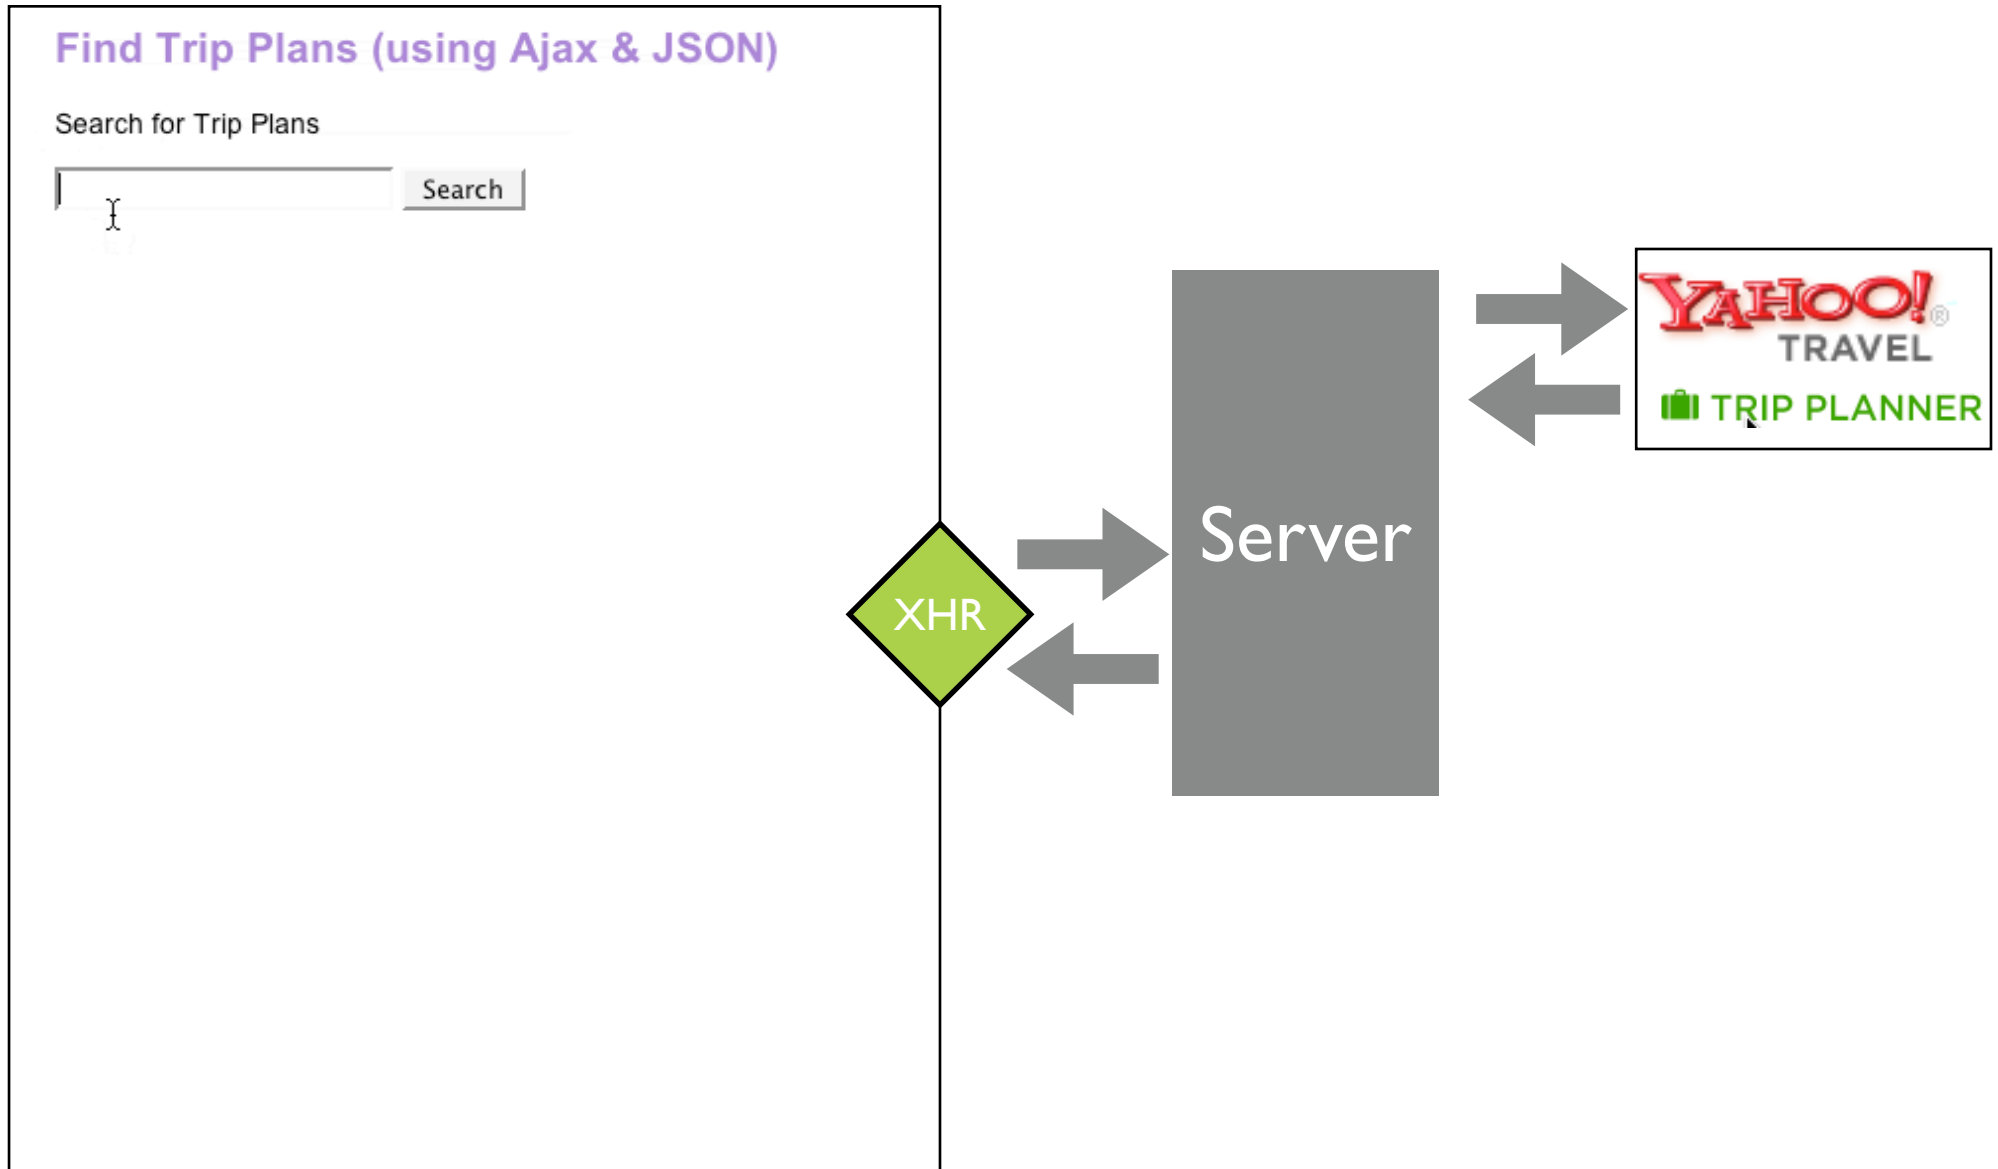 Find Trip Plans (using Ajax & JSON)
Search for Trip Plans
Search
XHR
Server
YAHOO!®
TRAVEL
TRIP PLANNER